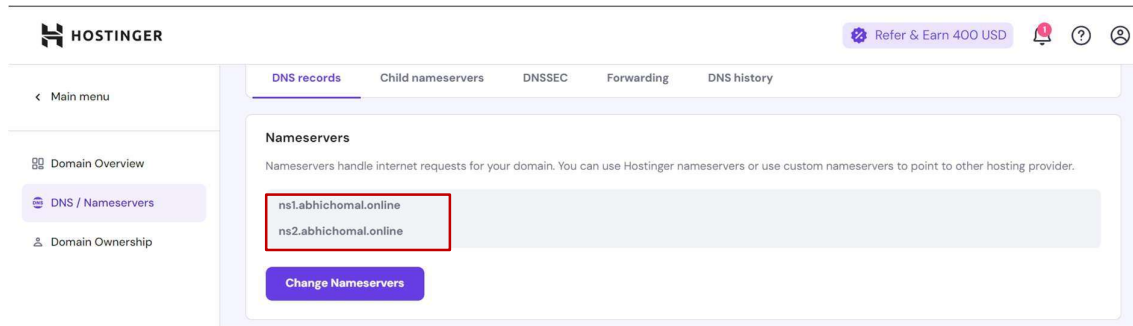 HOSTINGER
Refer & Earn 400 USD
1
Main menu
Domain Overview
DNS DNS / Nameservers
Domain Ownership
DNS records Child nameservers DNSSEC Forwarding DNS history
Nameservers
Nameservers handle internet requests for your domain. You can use Hostinger nameservers or use custom nameservers to point to other hosting provider.
ns1.abhichomal.online
ns2.abhichomal.online
Change Nameservers